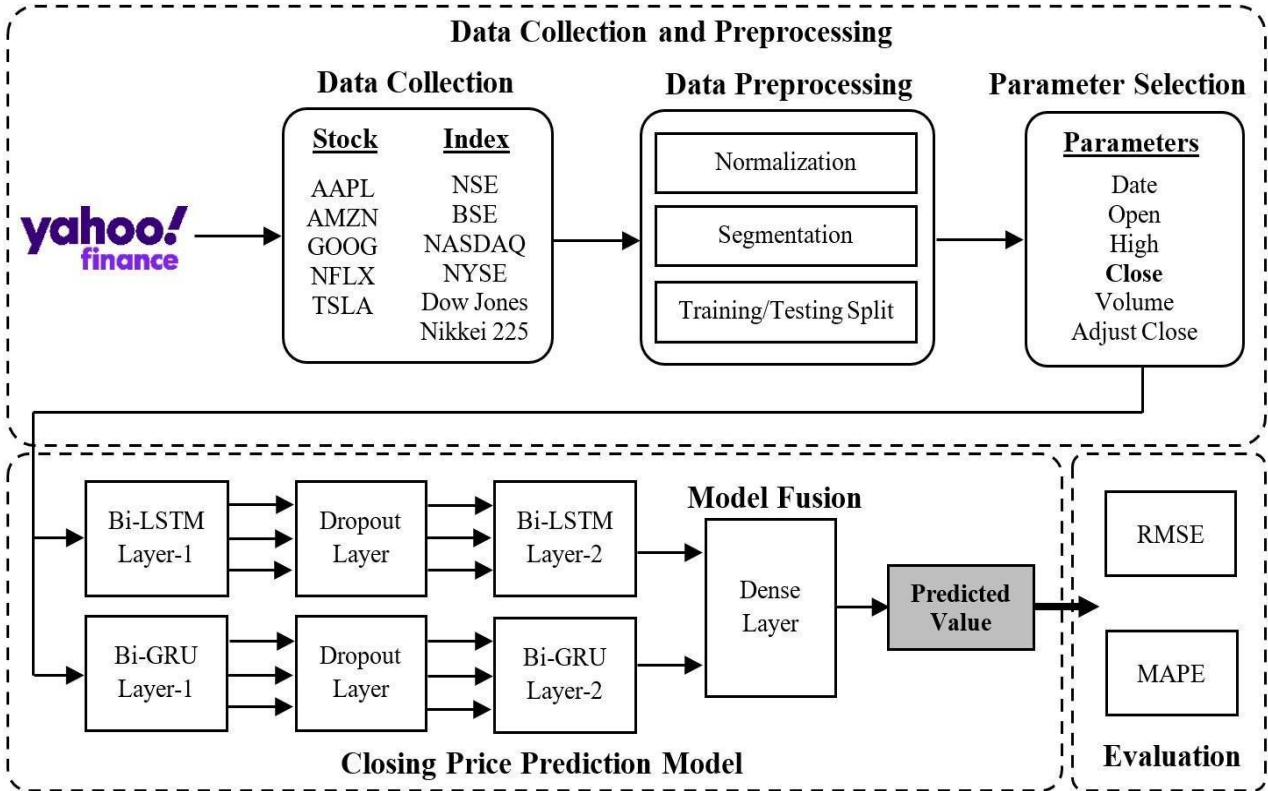 Data Collection and Preprocessing
Data Collection
Data Preprocessing
Parameter Selection
Stock
AAPL
AMZN
GOOG
NFLX
TSLA
Index
NSE
BSE
NASDAQ
NYSE
Dow Jones
Nikkei 225
yahoo!
finance
Normalization
Segmentation
Training/Testing Split
Parameters
Date
Open
High
Close
Volume
Adjust Close
Bi-LSTM
Layer-1
Dropout
Layer
Bi-LSTM
Layer-2
Bi-GRU
Layer-1
Dropout
Layer
Bi-GRU
Layer-2
Model Fusion
Dense
Layer
Predicted
Value
RMSE
MAPE
Closing Price Prediction Model
Evaluation